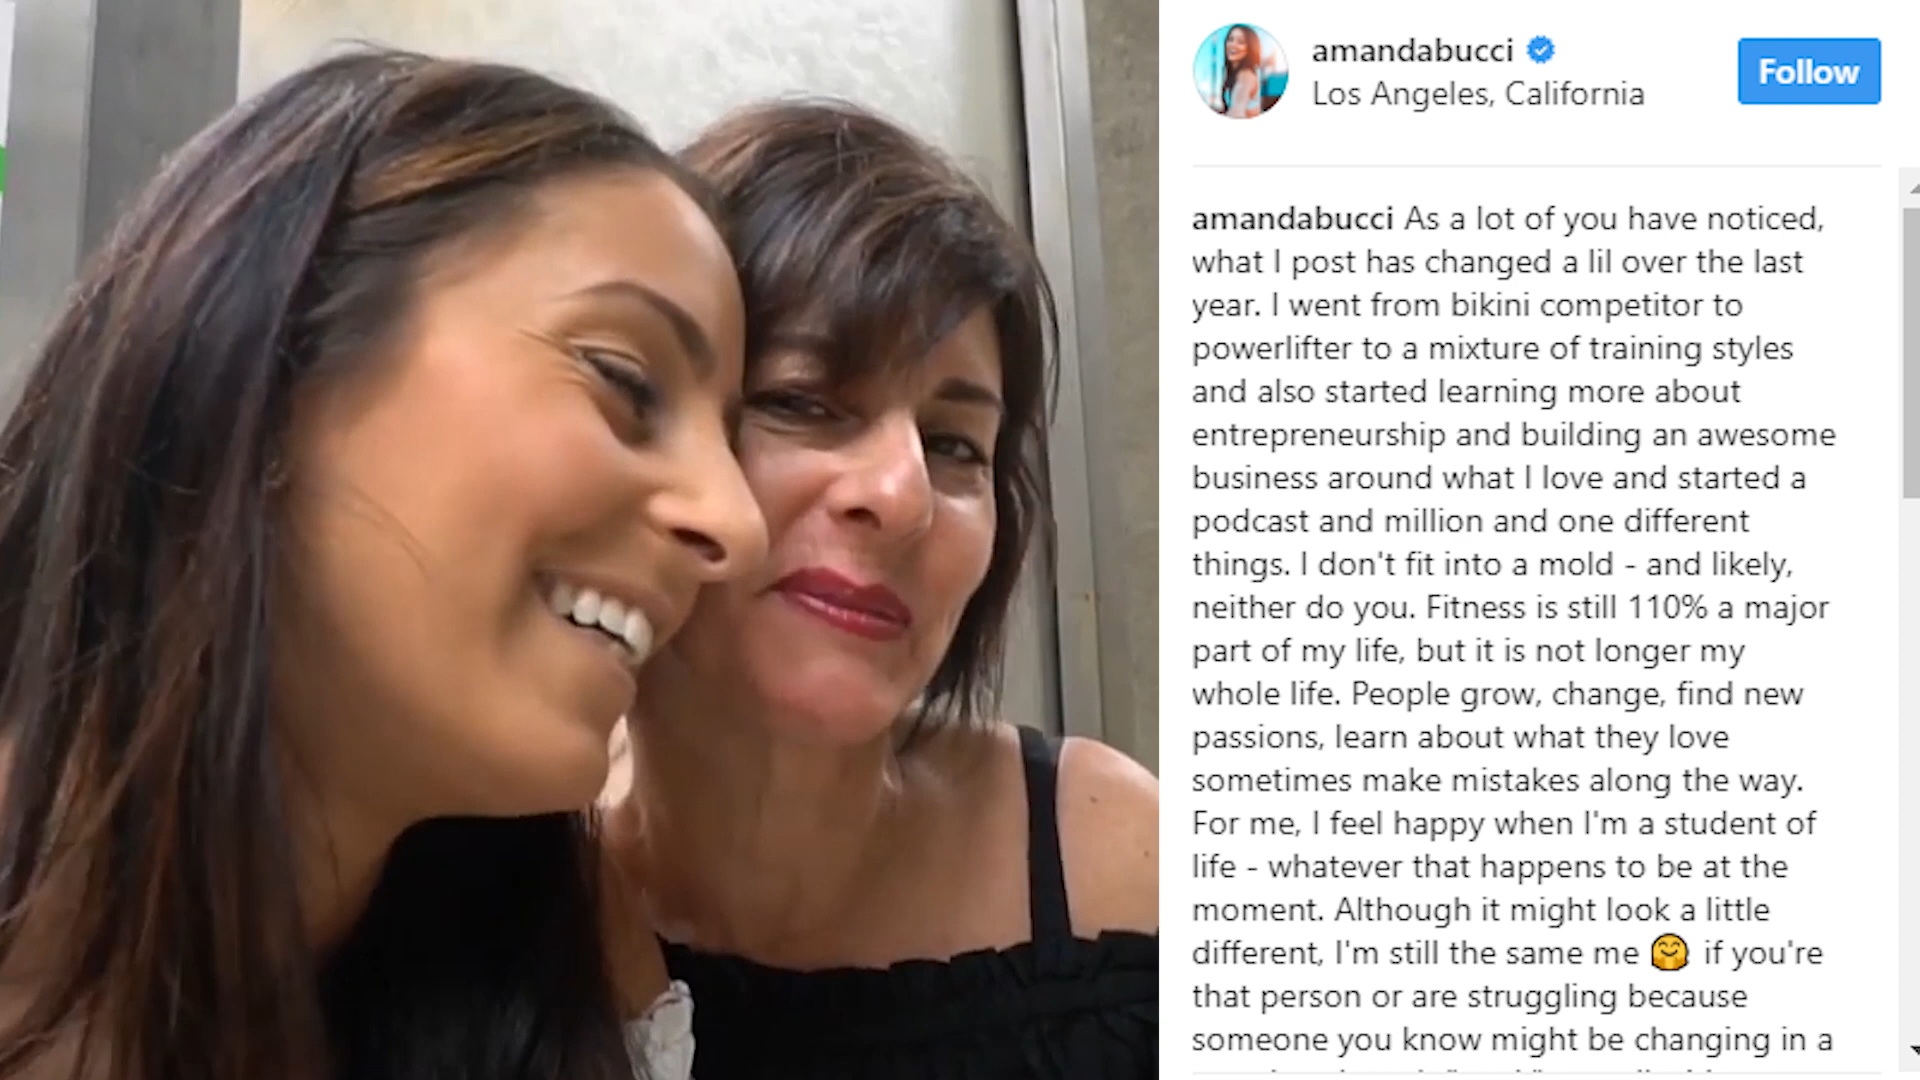 amandabucci
Los Angeles, California
Follow
amandabucci As a lot of you have noticed,
what I post has changed a lil over the last
year. I went from bikini competitor to
powerlifter to a mixture of training styles
and also started learning more about
entrepreneurship and building an awesome
business around what I love and started a
podcast and million and one different
things. I don't fit into a mold - and likely,
neither do you. Fitness is still 110% a major
part of my life, but it is not longer my
whole life. People grow, change, find new
passions, learn about what they love
sometimes make mistakes along the way.
For me, I feel happy when I'm a student of
life - whatever that happens to be at the
moment. Although it might look a little
different, I'm still the same me 🤗 if you're
that person or are struggling because
someone you know might be changing in a